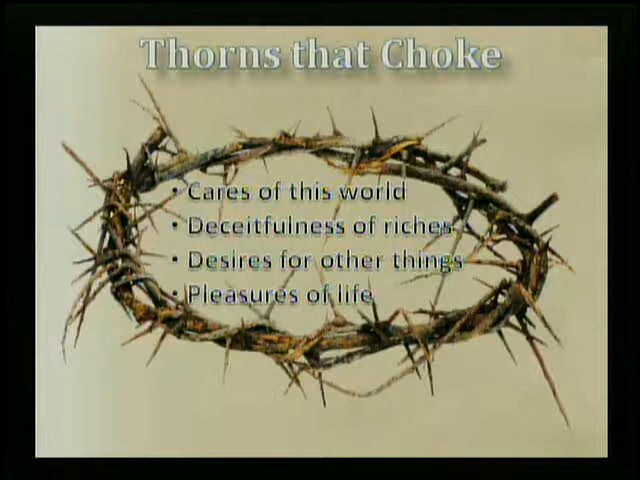 Thorns that Choke
• Cares of this world
• Deceitfulness of riches
• Desires for other things
• Pleasures of life